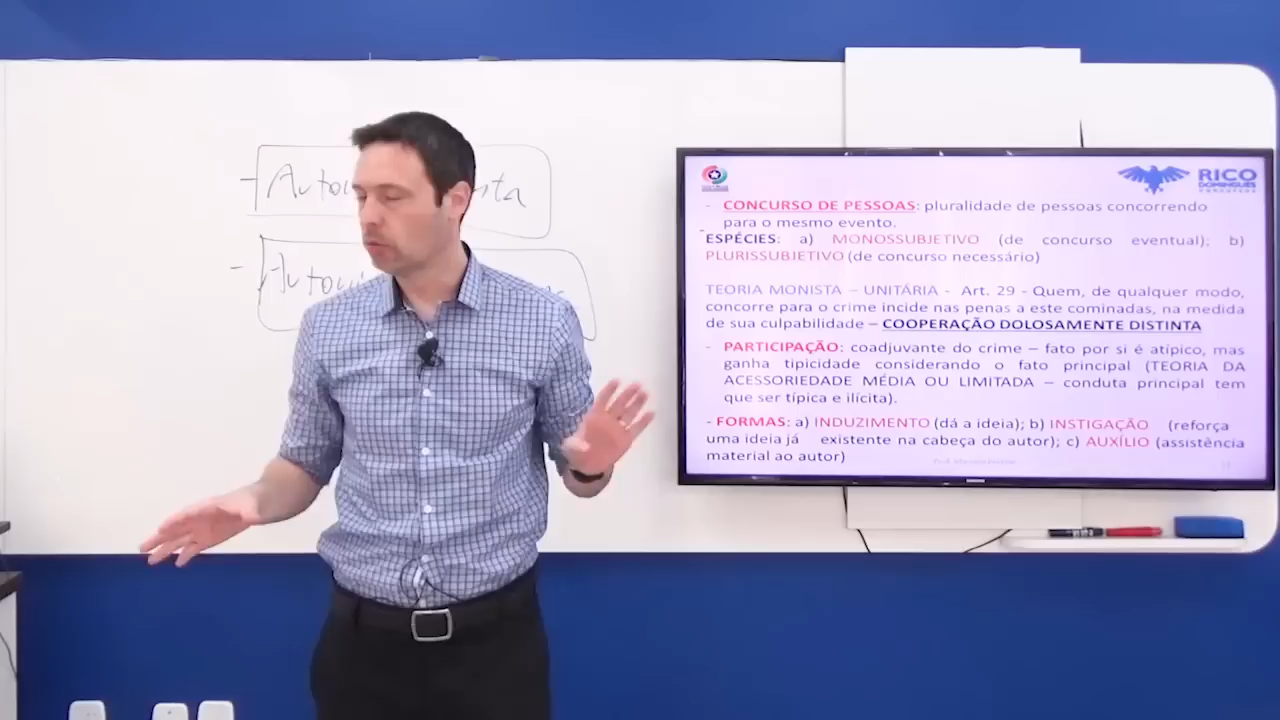 RICO
DOMINGUES
CONCURSOS
- CONCURSO DE PESSOAS: pluralidade de pessoas concorrendo
para o mesmo evento.
ESPÉCIES: a) MONOSSUBJETIVO (de concurso eventual); b)
PLURISSUBJETIVO (de concurso necessário)
TEORIA MONISTA – UNITÁRIA - Art. 29 - Quem, de qualquer modo,
concorre para o crime incide nas penas a este cominadas, na medida
de sua culpabilidade – COOPERAÇÃO DOLOSAMENTE DISTINTA
- PARTICIPAÇÃO: coadjuvante do crime – fato por si é atípico, mas
ganha tipicidade considerando o fato principal (TEORIA DA
ACESSORIEDADE MÉDIA OU LIMITADA – conduta principal tem
que ser típica e ilícita).
- FORMAS: a) INDUZIMENTO (dá a ideia); b) INSTIGAÇÃO (reforça
uma ideia já existente na cabeça do autor); c) AUXÍLIO (assistência
material ao autor)